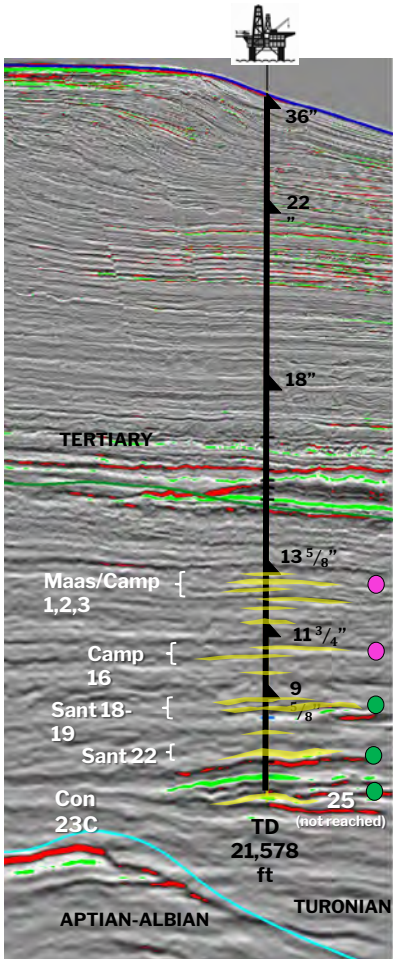 36”
22
”
18”
TERTIARY
13 5/8”
Maas/Camp
1,2,3
11 3/4”
Camp
16
9
5/8”
Sant 18-
19
Sant 22
Con
23C
25
(not reached)
TD
21,578
ft
TURONIAN
APTIAN-ALBIAN